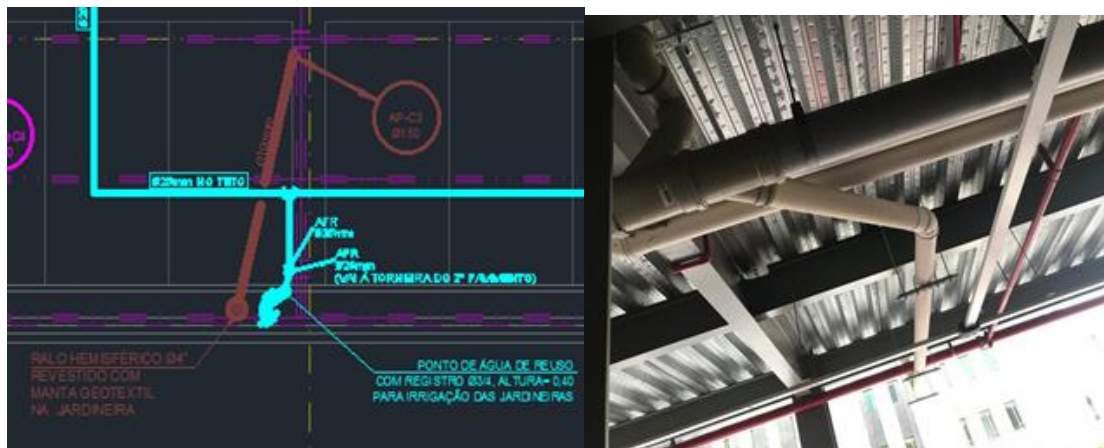 AP-C3
Ø150
Ø100mm
Ø25mm NO TETO
AFR
Ø25mm
AFR
Ø25mm
(VAI A TORNEIRA DO 2º PAVIMENTO)
RALO HEMISFÉRICO Ø4"
REVESTIDO COM
MANTA GEOTEXTIL
NA JARDINEIRA
PONTO DE ÁGUA DE REUSO
COM REGISTRO Ø3/4, ALTURA= 0,40
PARA IRRIGAÇÃO DAS JARDINEIRAS